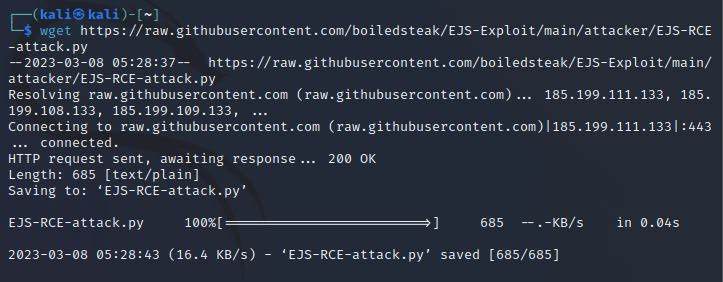 ┌──(kali㉿kali)-[~]
└─$ wget https://raw.githubusercontent.com/boiledsteak/EJS-Exploit/main/attacker/EJS-RCE
-attack.py
--2023-03-08 05:28:37--  https://raw.githubusercontent.com/boiledsteak/EJS-Exploit/main/
attacker/EJS-RCE-attack.py
Resolving raw.githubusercontent.com (raw.githubusercontent.com)... 185.199.111.133, 185.
199.108.133, 185.199.109.133, ...
Connecting to raw.githubusercontent.com (raw.githubusercontent.com)|185.199.111.133|:443
... connected.
HTTP request sent, awaiting response... 200 OK
Length: 685 [text/plain]
Saving to: ‘EJS-RCE-attack.py’
EJS-RCE-attack.py     100%[=========================>]     685  --.-KB/s    in 0.04s
2023-03-08 05:28:43 (16.4 KB/s) - ‘EJS-RCE-attack.py’ saved [685/685]